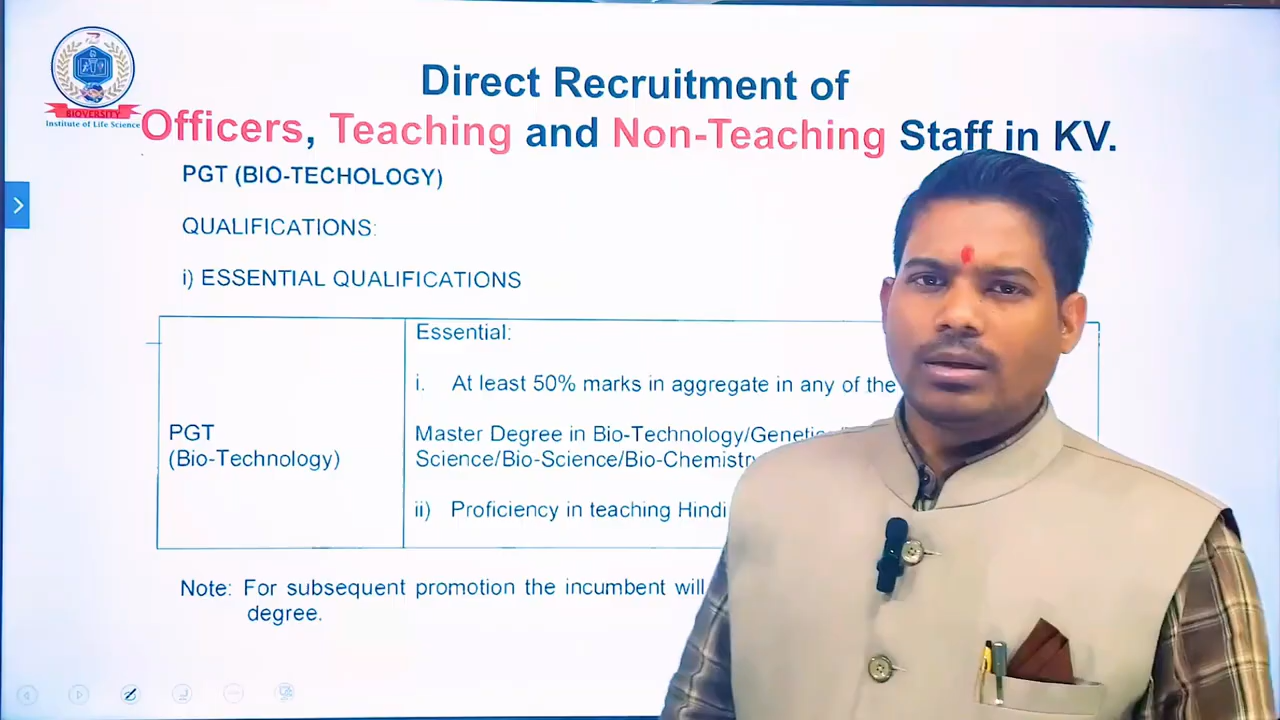 BIOVERSITY
Institute of Life Science
Direct Recruitment of
Officers, Teaching and Non-Teaching Staff in KV.
PGT (BIO-TECHOLOGY)
QUALIFICATIONS:
i) ESSENTIAL QUALIFICATIONS
Essential:
i. At least 50% marks in aggregate in any of the
PGT
(Bio-Technology)
Master Degree in Bio-Technology/
Science/Bio-Science/Bio-Chemistry
ii) Proficiency in teaching Hindi
Note: For subsequent promotion the incumbent will
degree.